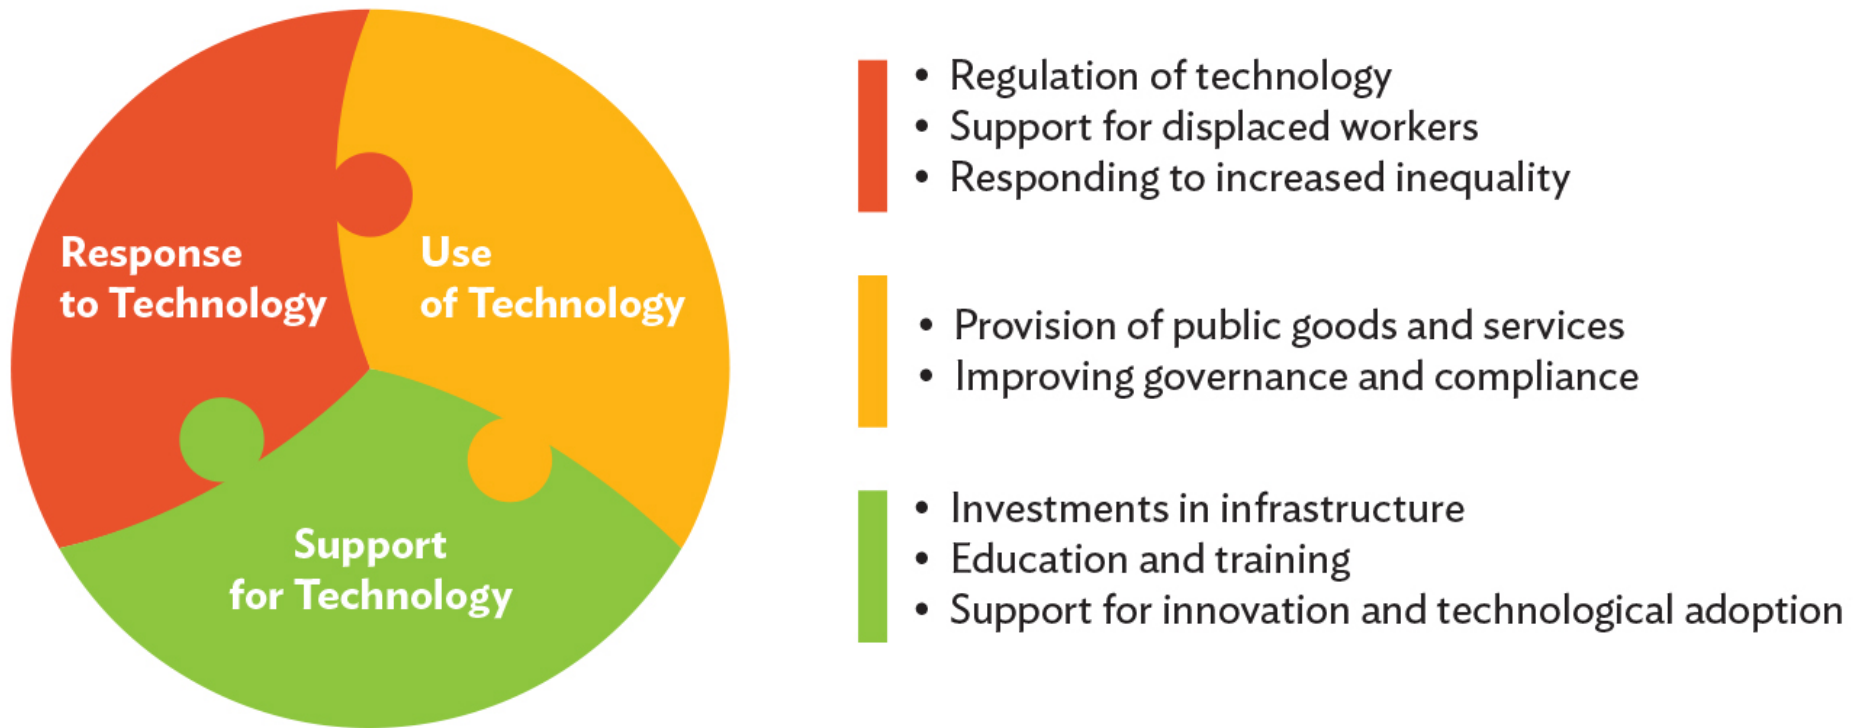 Response
to Technology
Use
of Technology
Support
for Technology
• Regulation of technology
• Support for displaced workers
• Responding to increased inequality
• Provision of public goods and services
• Improving governance and compliance
• Investments in infrastructure
• Education and training
• Support for innovation and technological adoption